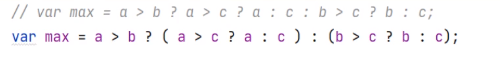 // var max = a > b ? a > c ? a : c : b > c ? b : c;
var max = a > b ? ( a > c ? a : c ) : (b > c ? b : c);